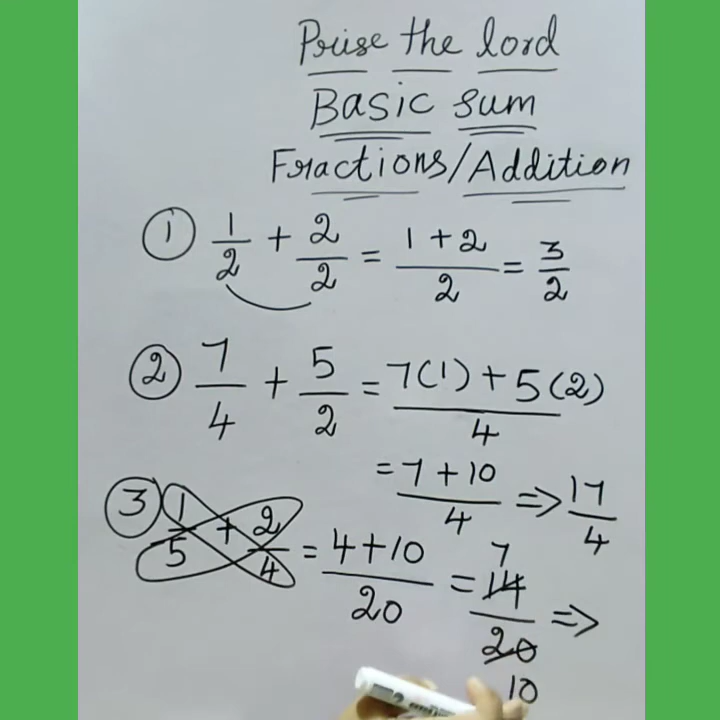 Prise the lord
Basic sum
Fractions/Addition
① 1/2 + 2/2 = 1+2/2 = 3/2
② 7/4 + 5/2 = 7(1)+5(2)/4
= 7+10/4 ⇒ 17/4
③ 1/5 + 2/4 = 4+10/20 = 14/20 ⇒
7
10